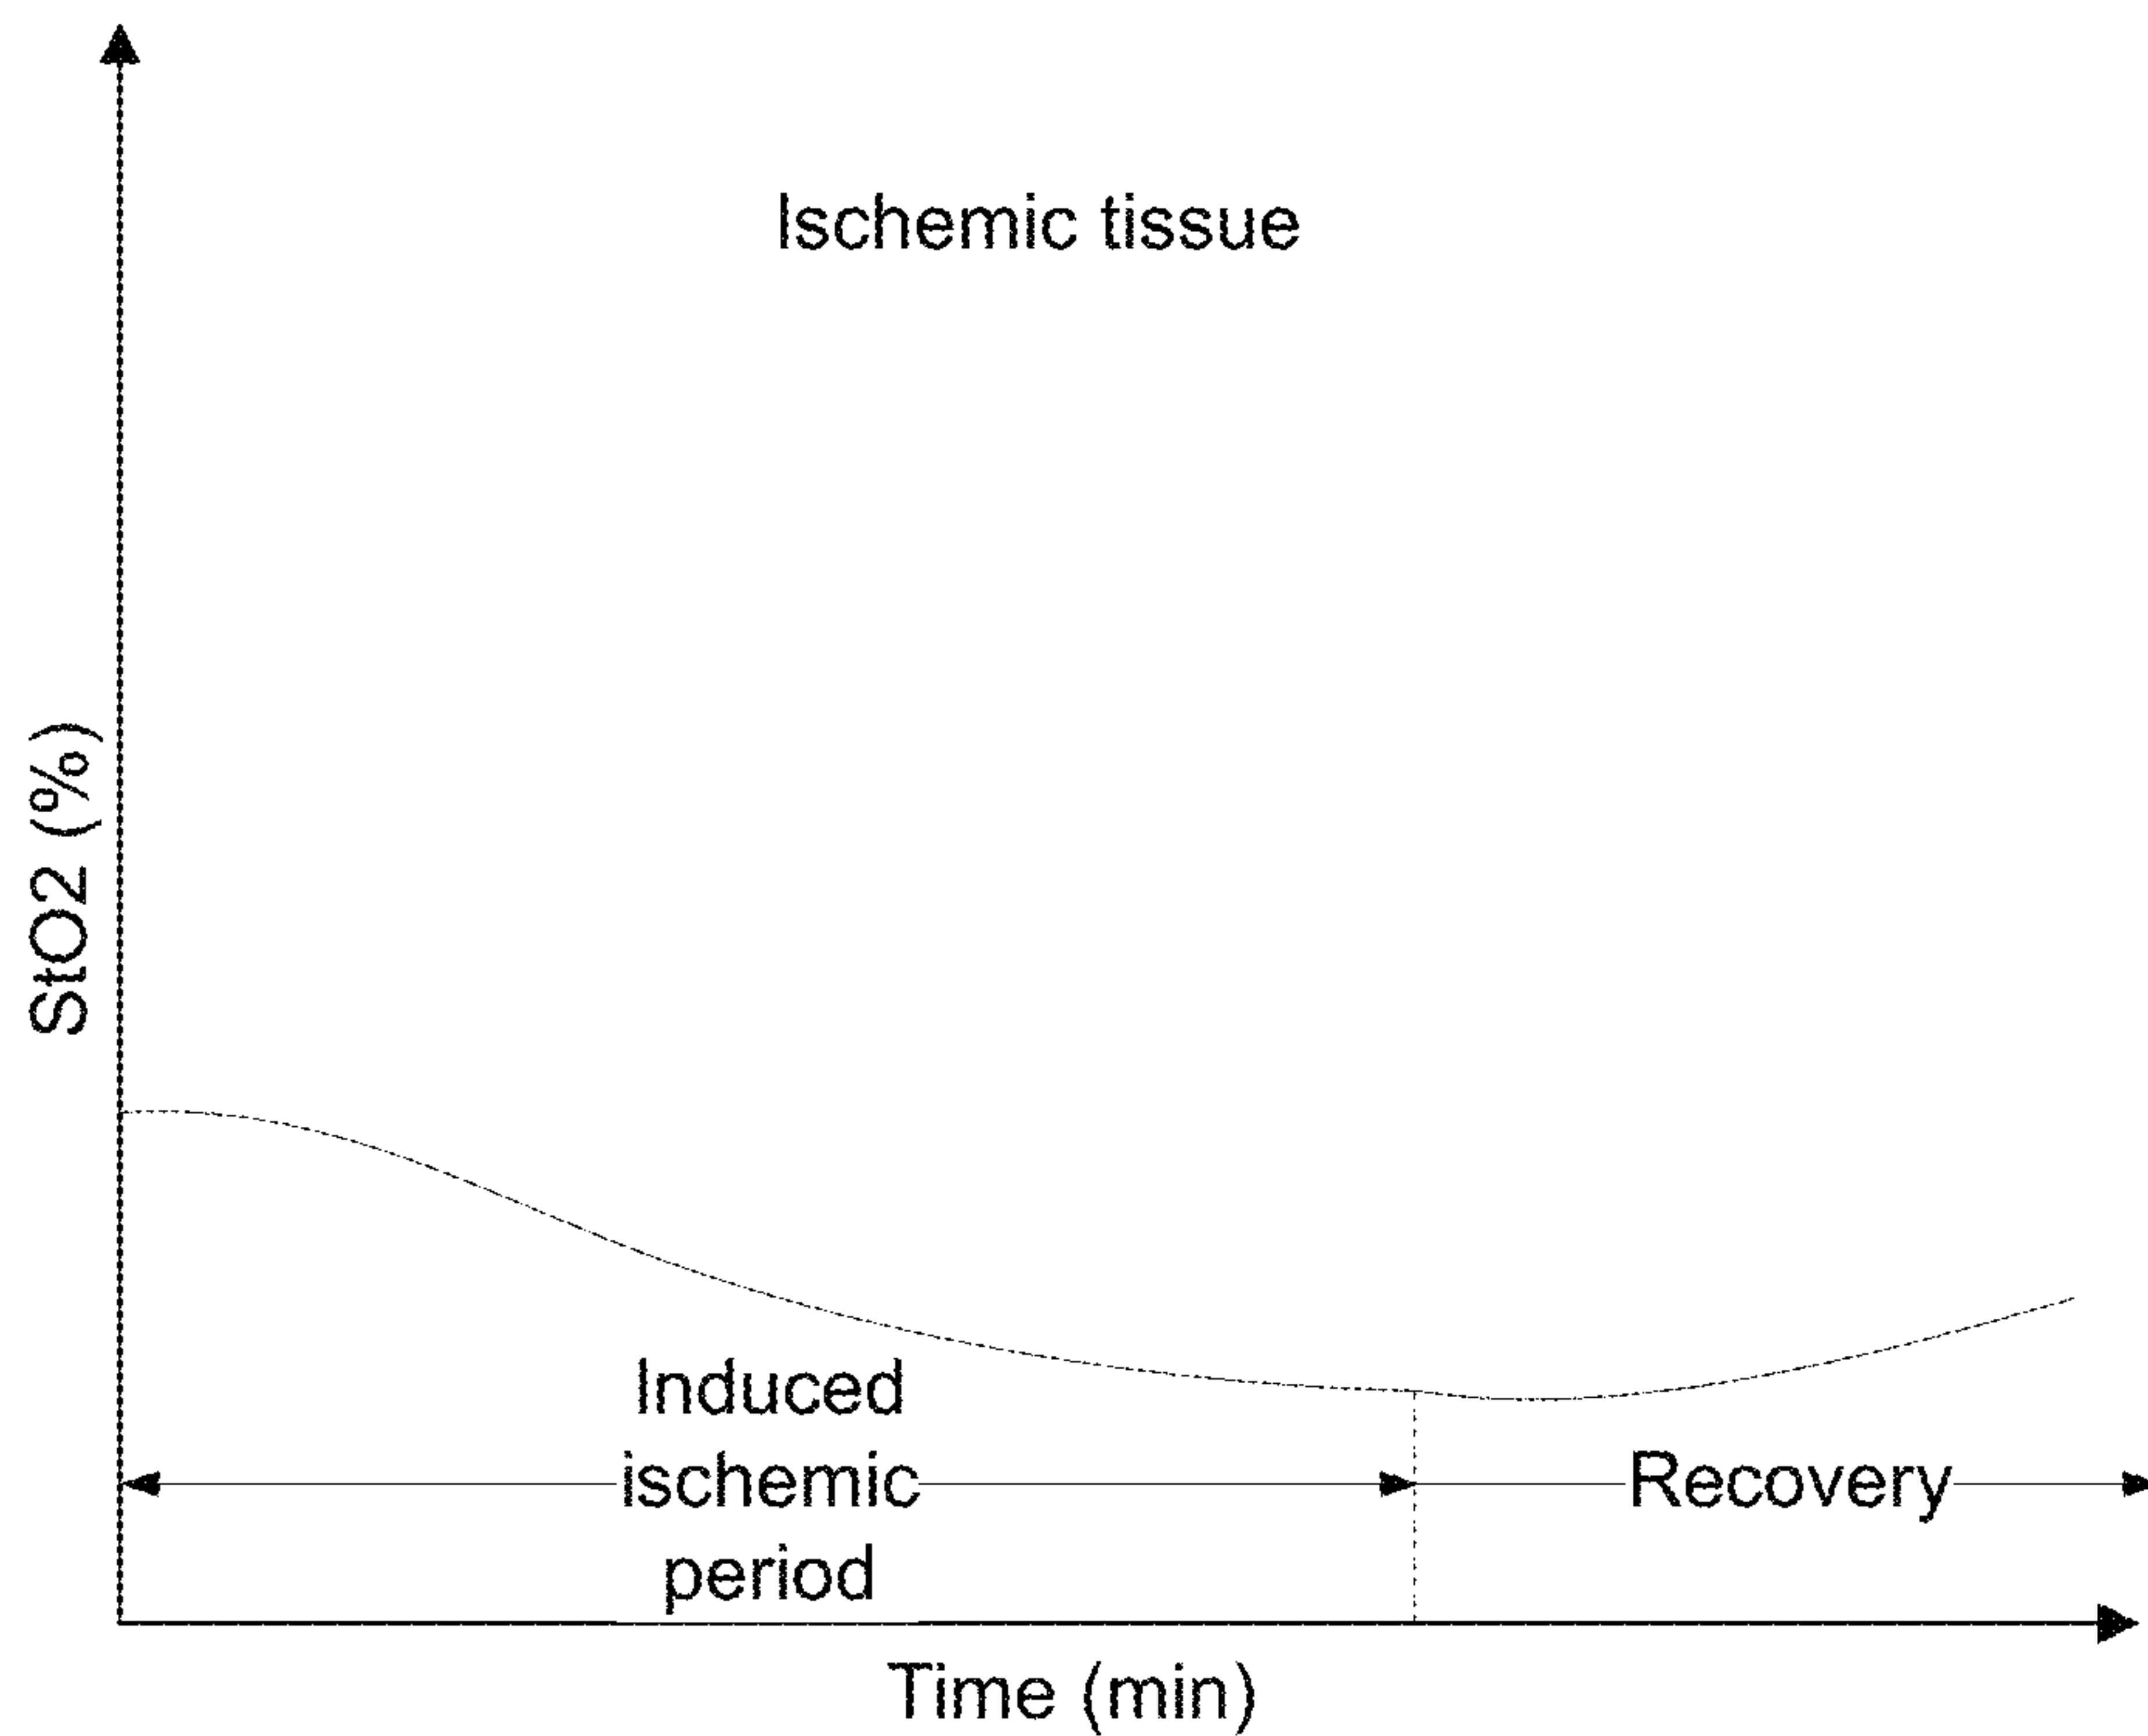 Ischemic tissue
StO2 (%)
Induced
ischemic
period
Recovery
Time (min)